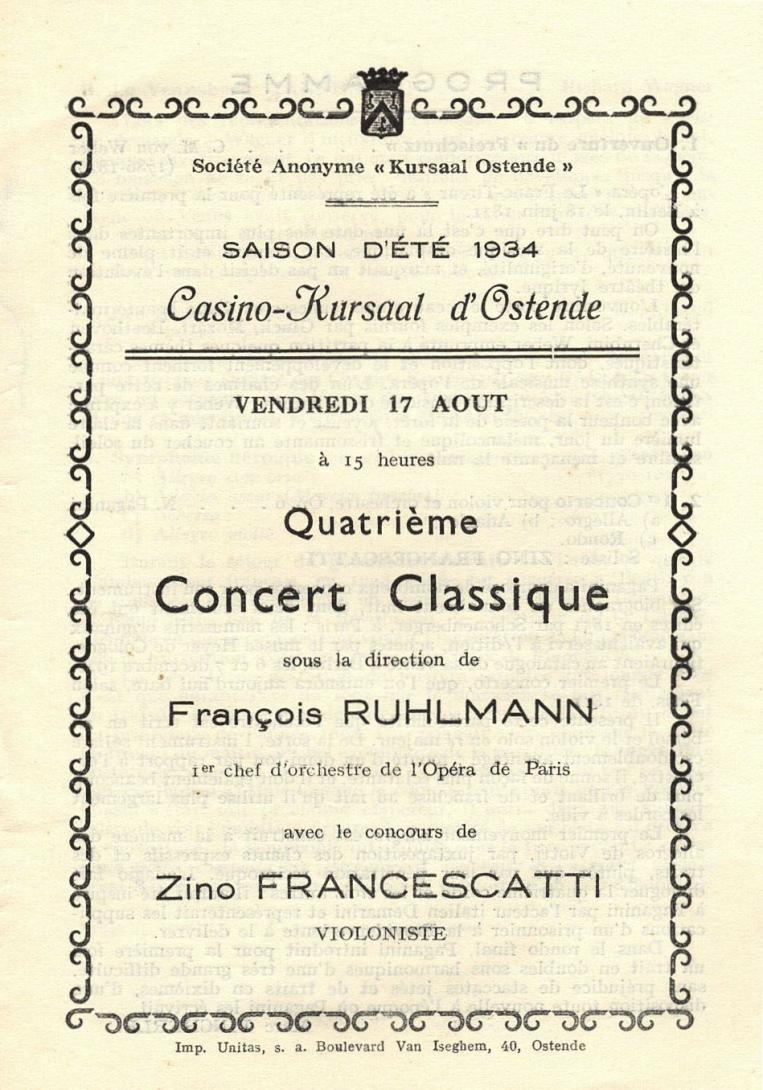 Société Anonyme « Kursaal Ostende »
SAISON D'ÉTÉ 1934
Casino-Kursaal d'Ostende
VENDREDI 17 AOUT
à 15 heures
Quatrième
Concert Classique
sous la direction de
François RUHLMANN
1er chef d'orchestre de l'Opéra de Paris
avec le concours de
Zino FRANCESCATTI
VIOLONISTE
Imp. Unitas, s. a. Boulevard Van Iseghem, 40, Ostende